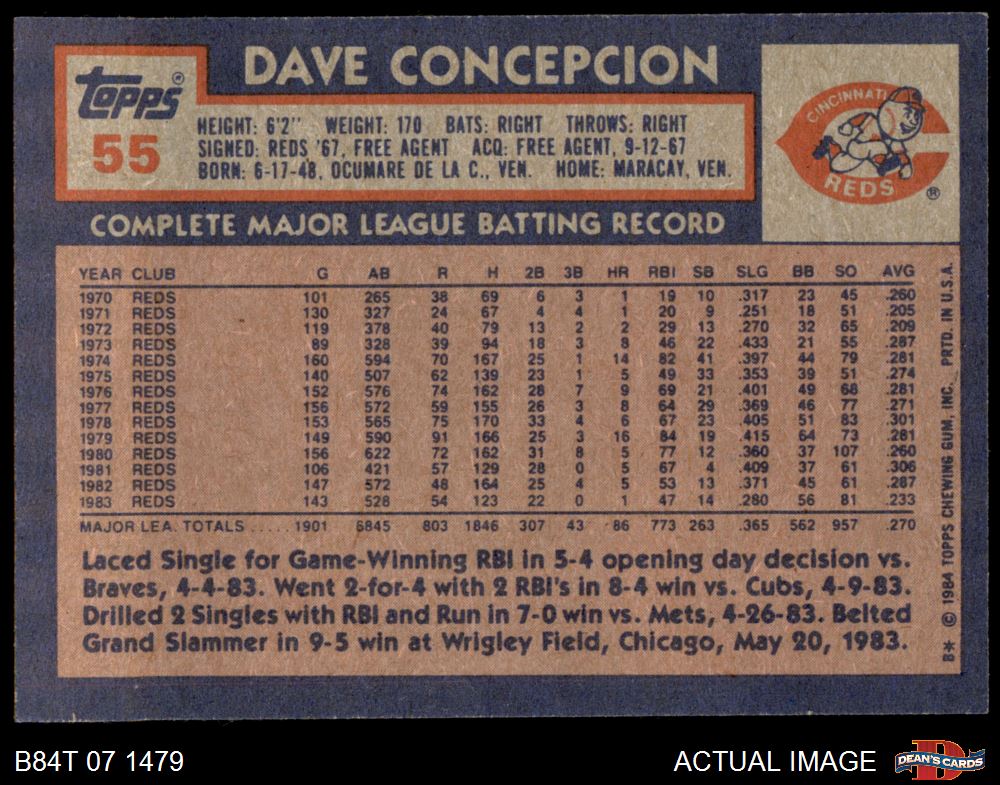 DAVE CONCEPCION
Topps®
55
HEIGHT: 6'2" WEIGHT: 170 BATS: RIGHT THROWS: RIGHT
SIGNED: REDS '67, FREE AGENT ACQ: FREE AGENT, 9-12-67
BORN: 6-17-48, OCUMARE DE LA C., VEN. HOME: MARACAY, VEN.
CINCINNATI
REDS
®
COMPLETE MAJOR LEAGUE BATTING RECORD
YEAR CLUB G AB R H 2B 3B HR RBI SB SLG BB SO AVG
1970 REDS 101 265 38 69 6 3 1 19 10 .317 23 45 .260
1971 REDS 130 327 24 67 4 4 1 20 9 .251 18 51 .205
1972 REDS 119 378 40 79 13 2 2 29 13 .270 32 65 .209
1973 REDS 89 328 39 94 18 3 8 46 22 .433 21 55 .287
1974 REDS 160 594 70 167 25 1 14 82 41 .397 44 79 .281
1975 REDS 140 507 62 139 23 1 5 49 33 .353 39 51 .274
1976 REDS 152 576 74 162 28 7 9 69 21 .401 49 68 .281
1977 REDS 156 572 59 155 26 3 8 64 29 .369 46 77 .271
1978 REDS 153 565 75 170 33 4 6 67 23 .405 51 83 .301
1979 REDS 149 590 91 166 25 3 16 84 19 .415 64 73 .281
1980 REDS 156 622 72 162 31 8 5 77 12 .360 37 107 .260
1981 REDS 106 421 57 129 28 0 5 67 4 .409 37 61 .306
1982 REDS 147 572 48 164 25 4 5 53 13 .371 45 61 .287
1983 REDS 143 528 54 123 22 0 1 47 14 .280 56 81 .233
MAJOR LEA. TOTALS ..... 1901 6845 803 1846 307 43 86 773 263 .365 562 957 .270
Laced Single for Game-Winning RBI in 5-4 opening day decision vs.
Braves, 4-4-83. Went 2-for-4 with 2 RBI's in 8-4 win vs. Cubs, 4-9-83.
Drilled 2 Singles with RBI and Run in 7-0 win vs. Mets, 4-26-83. Belted
Grand Slammer in 9-5 win at Wrigley Field, Chicago, May 20, 1983.
B* © 1984 TOPPS CHEWING GUM, INC. PRTD. IN U.S.A.
B84T 07 1479
ACTUAL IMAGE
DEAN'S CARDS